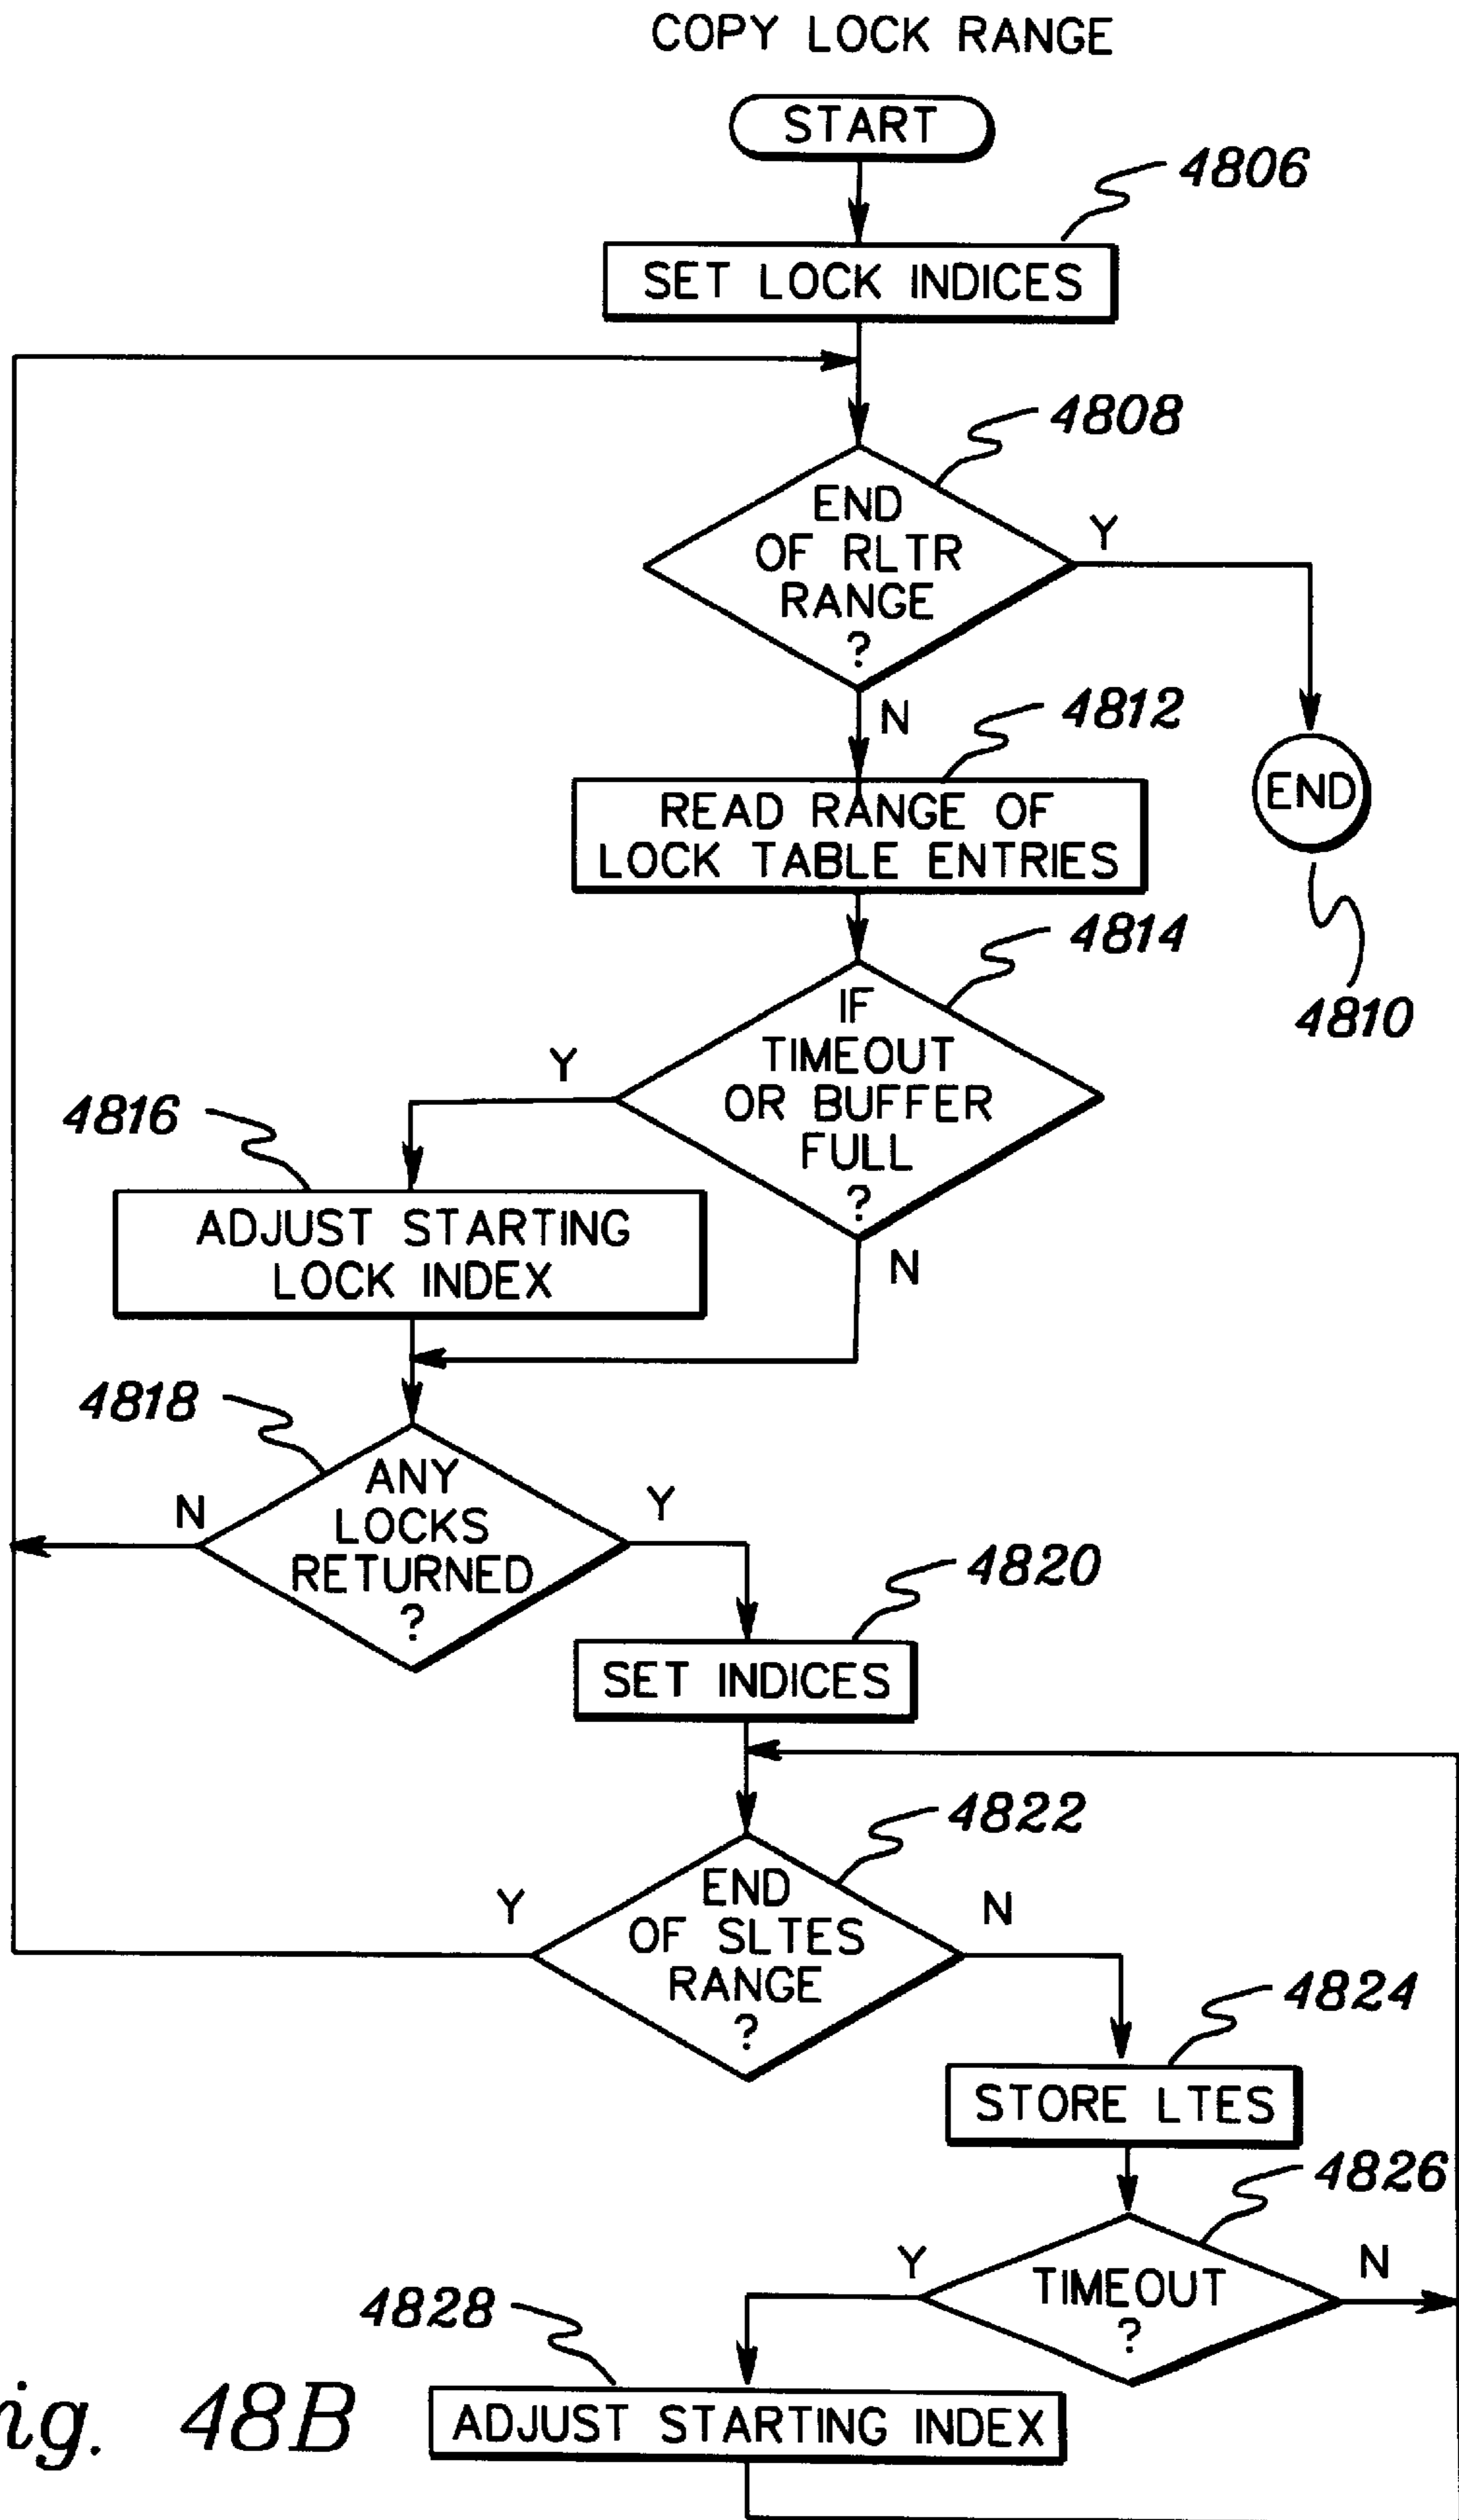 COPY LOCK RANGE
START
4806
SET LOCK INDICES
4808
END
OF RLTR
RANGE
?
Y
N
4812
READ RANGE OF
LOCK TABLE ENTRIES
END
4810
4814
IF
TIMEOUT
OR BUFFER
FULL
?
Y
N
4816
ADJUST STARTING
LOCK INDEX
4818
ANY
LOCKS
RETURNED
?
N
Y
4820
SET INDICES
4822
END
OF SLTES
RANGE
?
Y
N
4824
STORE LTES
4826
TIMEOUT
?
Y
N
4828
ADJUST STARTING INDEX
ig. 48B